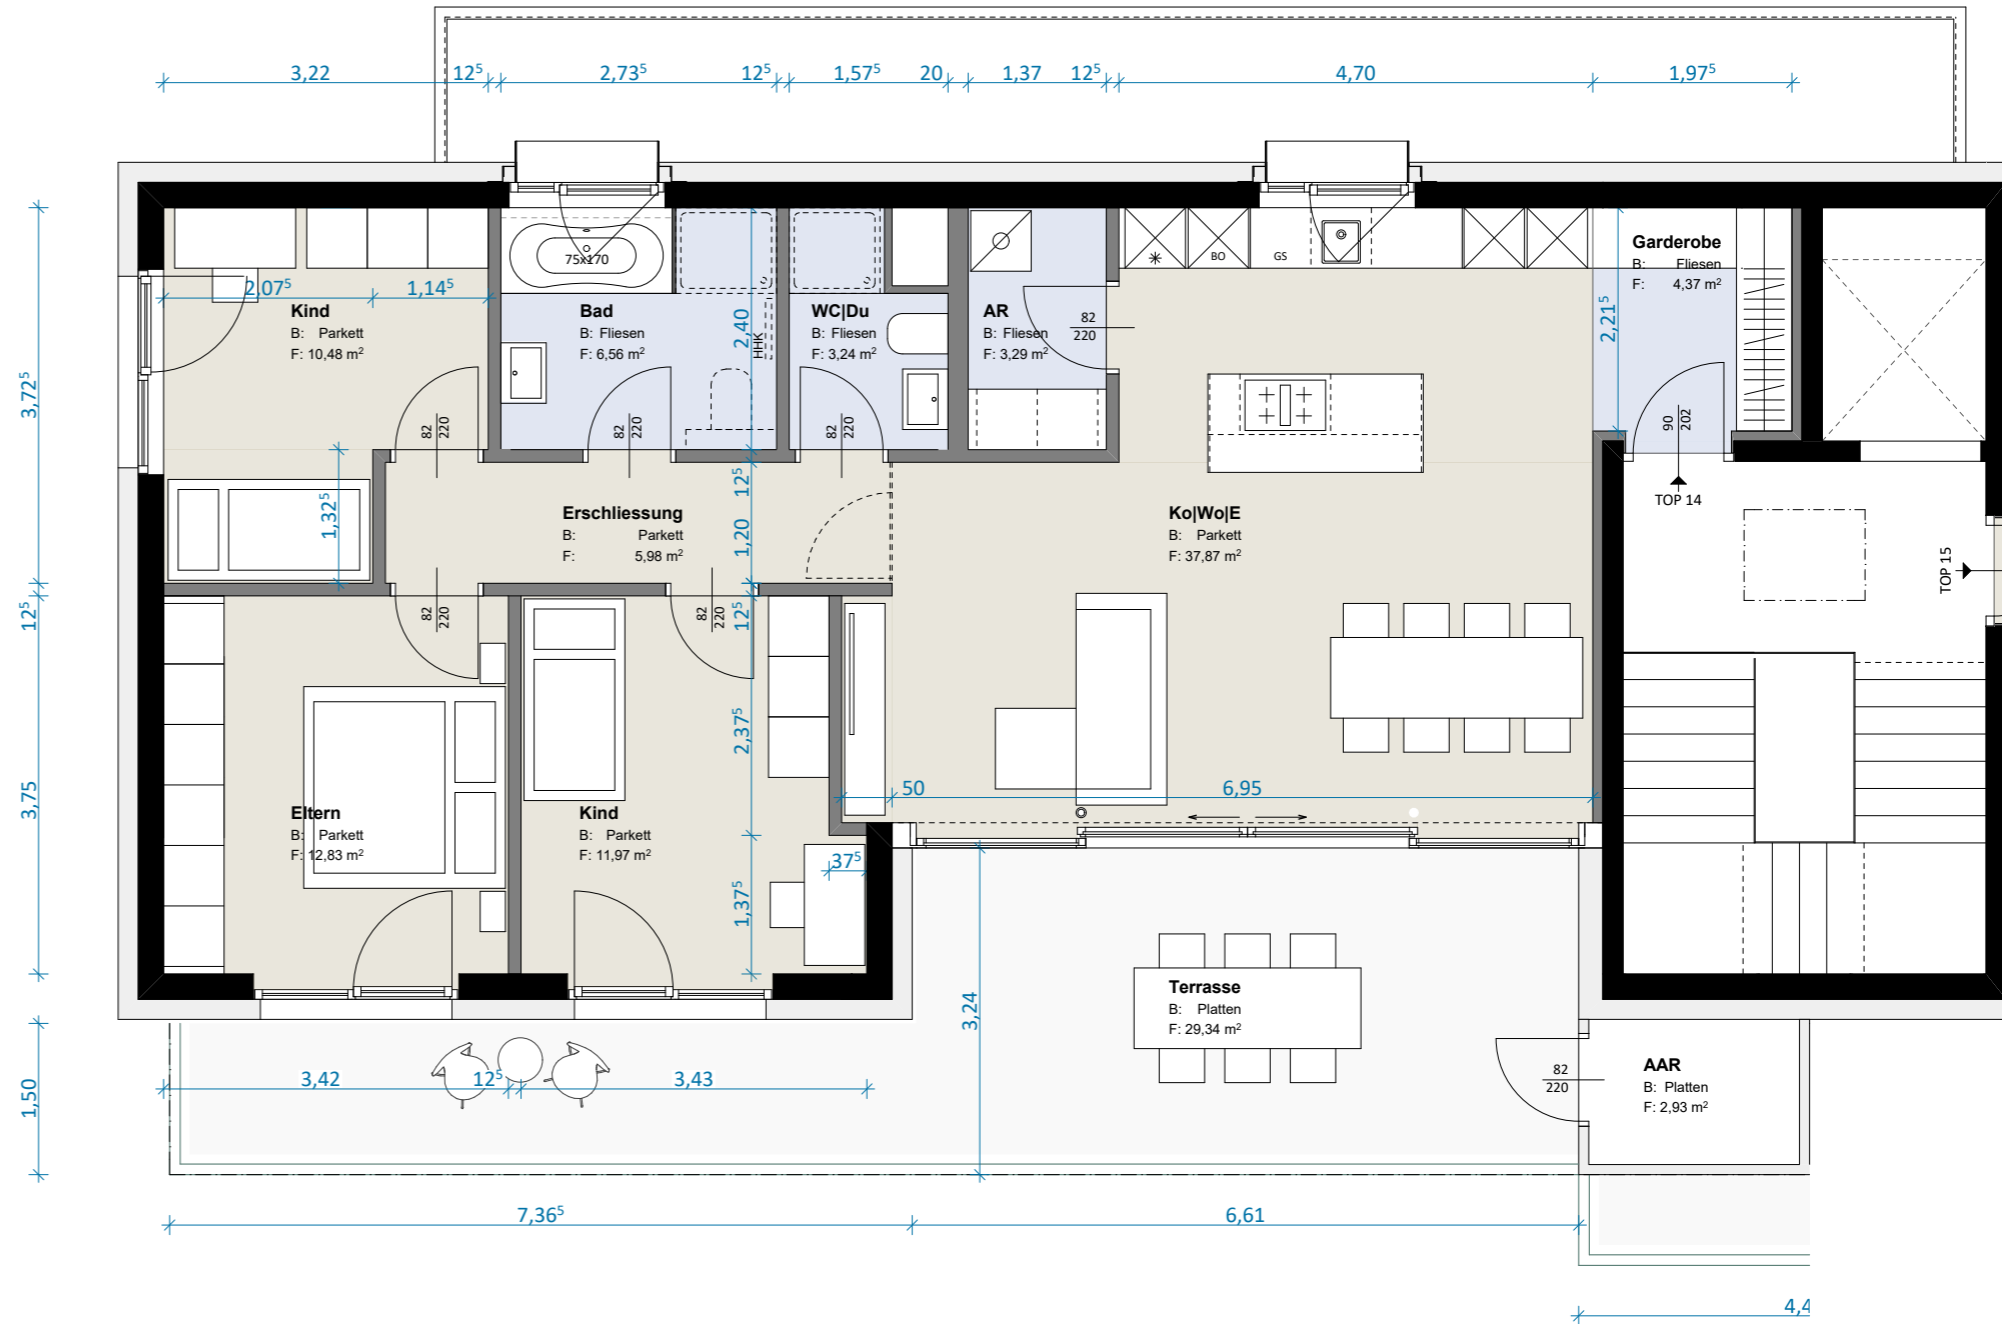 3,22
12⁵
2,73⁵
12⁵
1,57⁵
20
1,37
12⁵
4,70
1,97⁵
75x170
BO
GS
Garderobe
B: Fliesen
F: 4,37 m²
2,07⁵
1,14⁵
Kind
B: Parkett
F: 10,48 m²
Bad
B: Fliesen
F: 6,56 m²
2,40
HHK
WC|Du
B: Fliesen
F: 3,24 m²
AR
B: Fliesen
F: 3,29 m²
82
220
2,21⁵
3,72⁵
82
220
82
220
82
220
90
202
TOP 14
1,32⁵
12⁵
Erschliessung
B: Parkett
F: 5,98 m²
1,20
Ko|Wo|E
B: Parkett
F: 37,87 m²
TOP 15
12⁵
82
220
82
220
12⁵
2,37⁵
3,75
50
6,95
Eltern
B: Parkett
F: 12,83 m²
Kind
B: Parkett
F: 11,97 m²
37⁵
1,37⁵
3,24
Terrasse
B: Platten
F: 29,34 m²
1,50
3,42
12⁵
3,43
82
220
AAR
B: Platten
F: 2,93 m²
7,36⁵
6,61
4,4